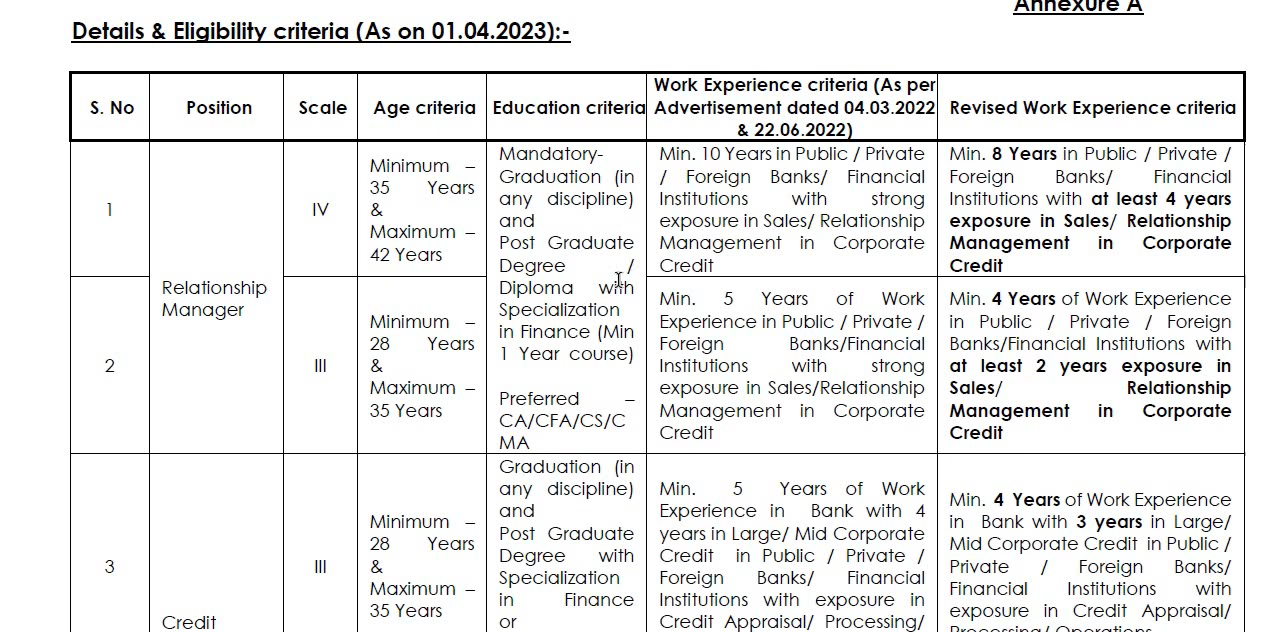 Annexure A
Details & Eligibility criteria (As on 01.04.2023):-
S. No
Position
Scale
Age criteria
Education criteria
Work Experience criteria (As per
Advertisement dated 04.03.2022
& 22.06.2022)
Revised Work Experience criteria
1
Relationship
Manager
IV
Minimum –
35 Years
&
Maximum –
42 Years
Mandatory-
Graduation (in
any discipline)
and
Post Graduate
Degree /
Diploma with
Specialization
in Finance (Min
1 Year course)
Preferred –
CA/CFA/CS/C
MA
Min. 10 Years in Public / Private
/ Foreign Banks/ Financial
Institutions with strong
exposure in Sales/ Relationship
Management in Corporate
Credit
Min. 8 Years in Public / Private /
Foreign Banks/ Financial
Institutions with at least 4 years
exposure in Sales/ Relationship
Management in Corporate
Credit
2
III
Minimum –
28 Years
&
Maximum –
35 Years
Min. 5 Years of Work
Experience in Public / Private /
Foreign Banks/Financial
Institutions with strong
exposure in Sales/Relationship
Management in Corporate
Credit
Min. 4 Years of Work Experience
in Public / Private / Foreign
Banks/Financial Institutions with
at least 2 years exposure in
Sales/ Relationship
Management in Corporate
Credit
3
Credit
III
Minimum –
28 Years
&
Maximum –
35 Years
Graduation (in
any discipline)
and
Post Graduate
Degree with
Specialization
in Finance
or
Min. 5 Years of Work
Experience in Bank with 4
years in Large/ Mid Corporate
Credit in Public / Private /
Foreign Banks/ Financial
Institutions with exposure in
Credit Appraisal/ Processing/
Min. 4 Years of Work Experience
in Bank with 3 years in Large/
Mid Corporate Credit in Public /
Private / Foreign Banks/
Financial Institutions with
exposure in Credit Appraisal/
Processing/ Operations